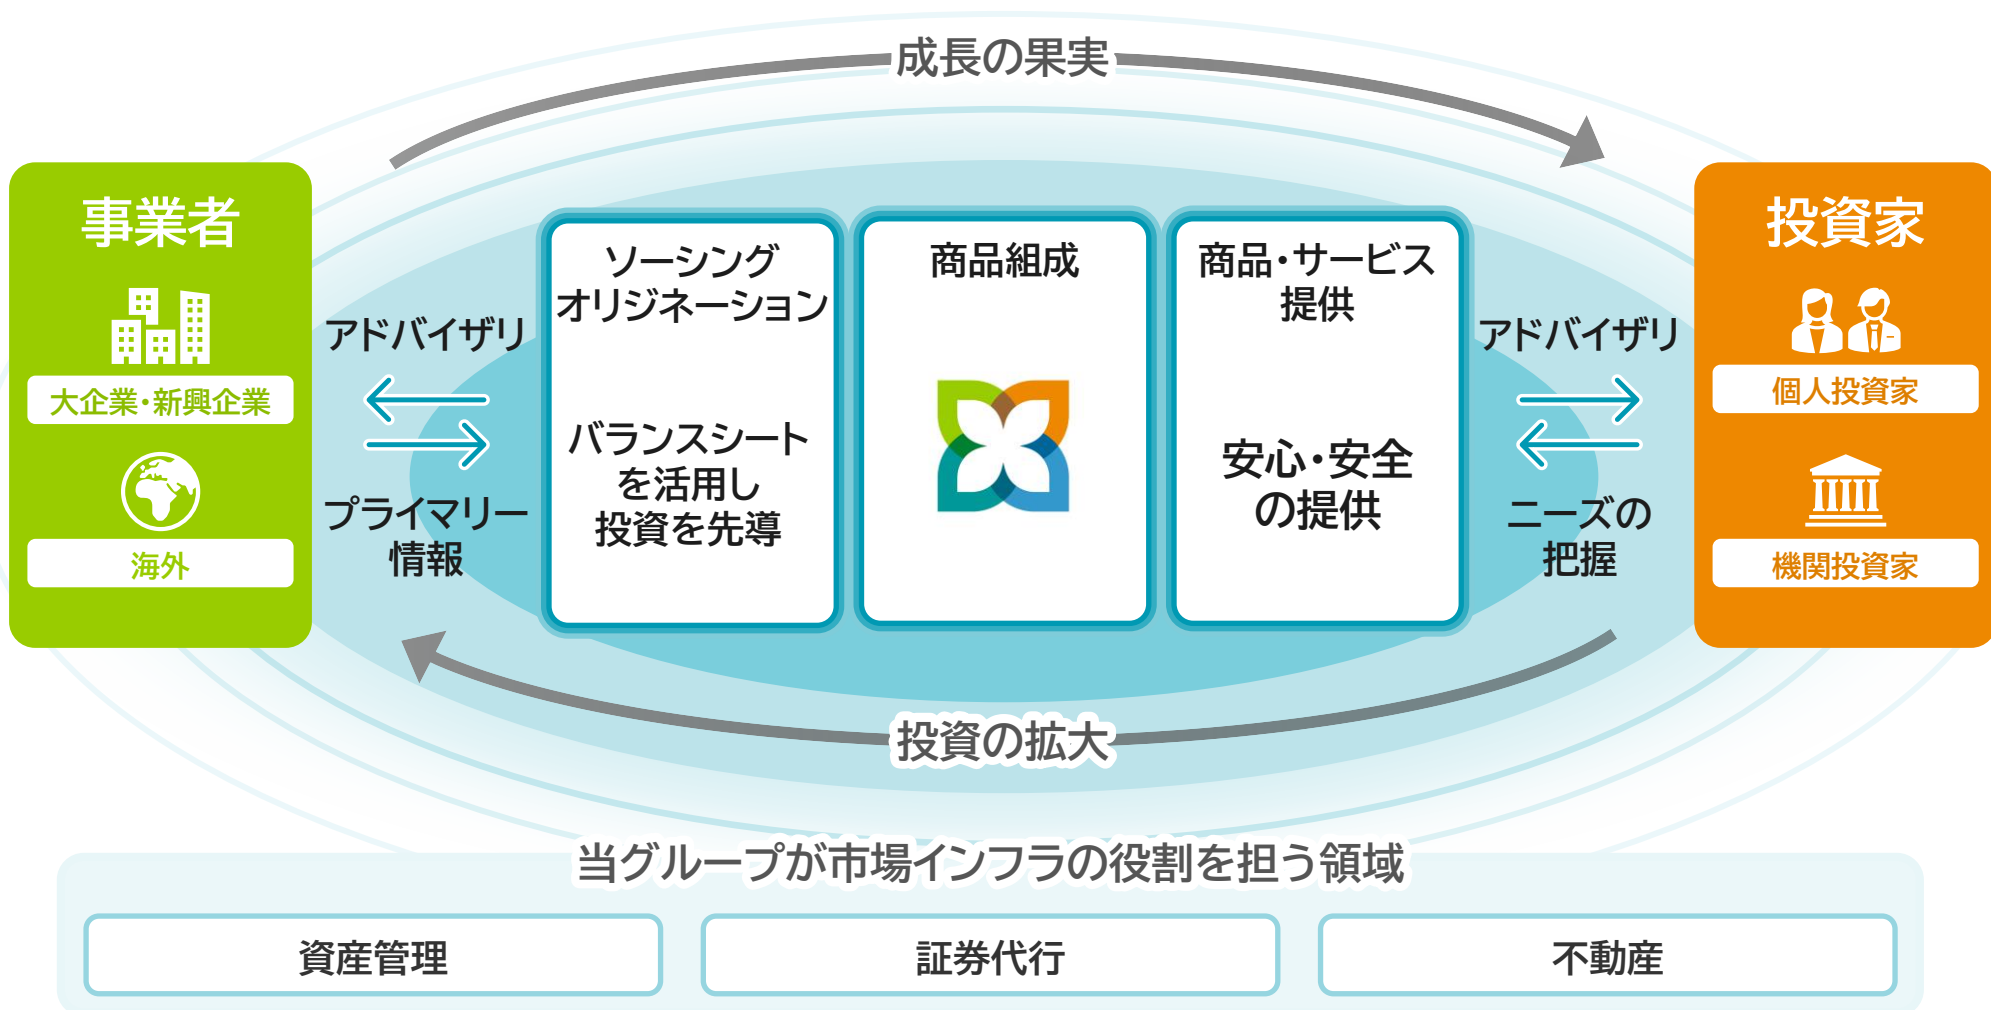 成長の果実
事業者
大企業・新興企業
海外
アドバイザリ
プライマリー
情報
ソーシング
オリジネーション
バランスシート
を活用し
投資を先導
商品組成
商品・サービス
提供
安心・安全
の提供
アドバイザリ
ニーズの
把握
投資家
個人投資家
機関投資家
投資の拡大
当グループが市場インフラの役割を担う領域
資産管理
証券代行
不動産